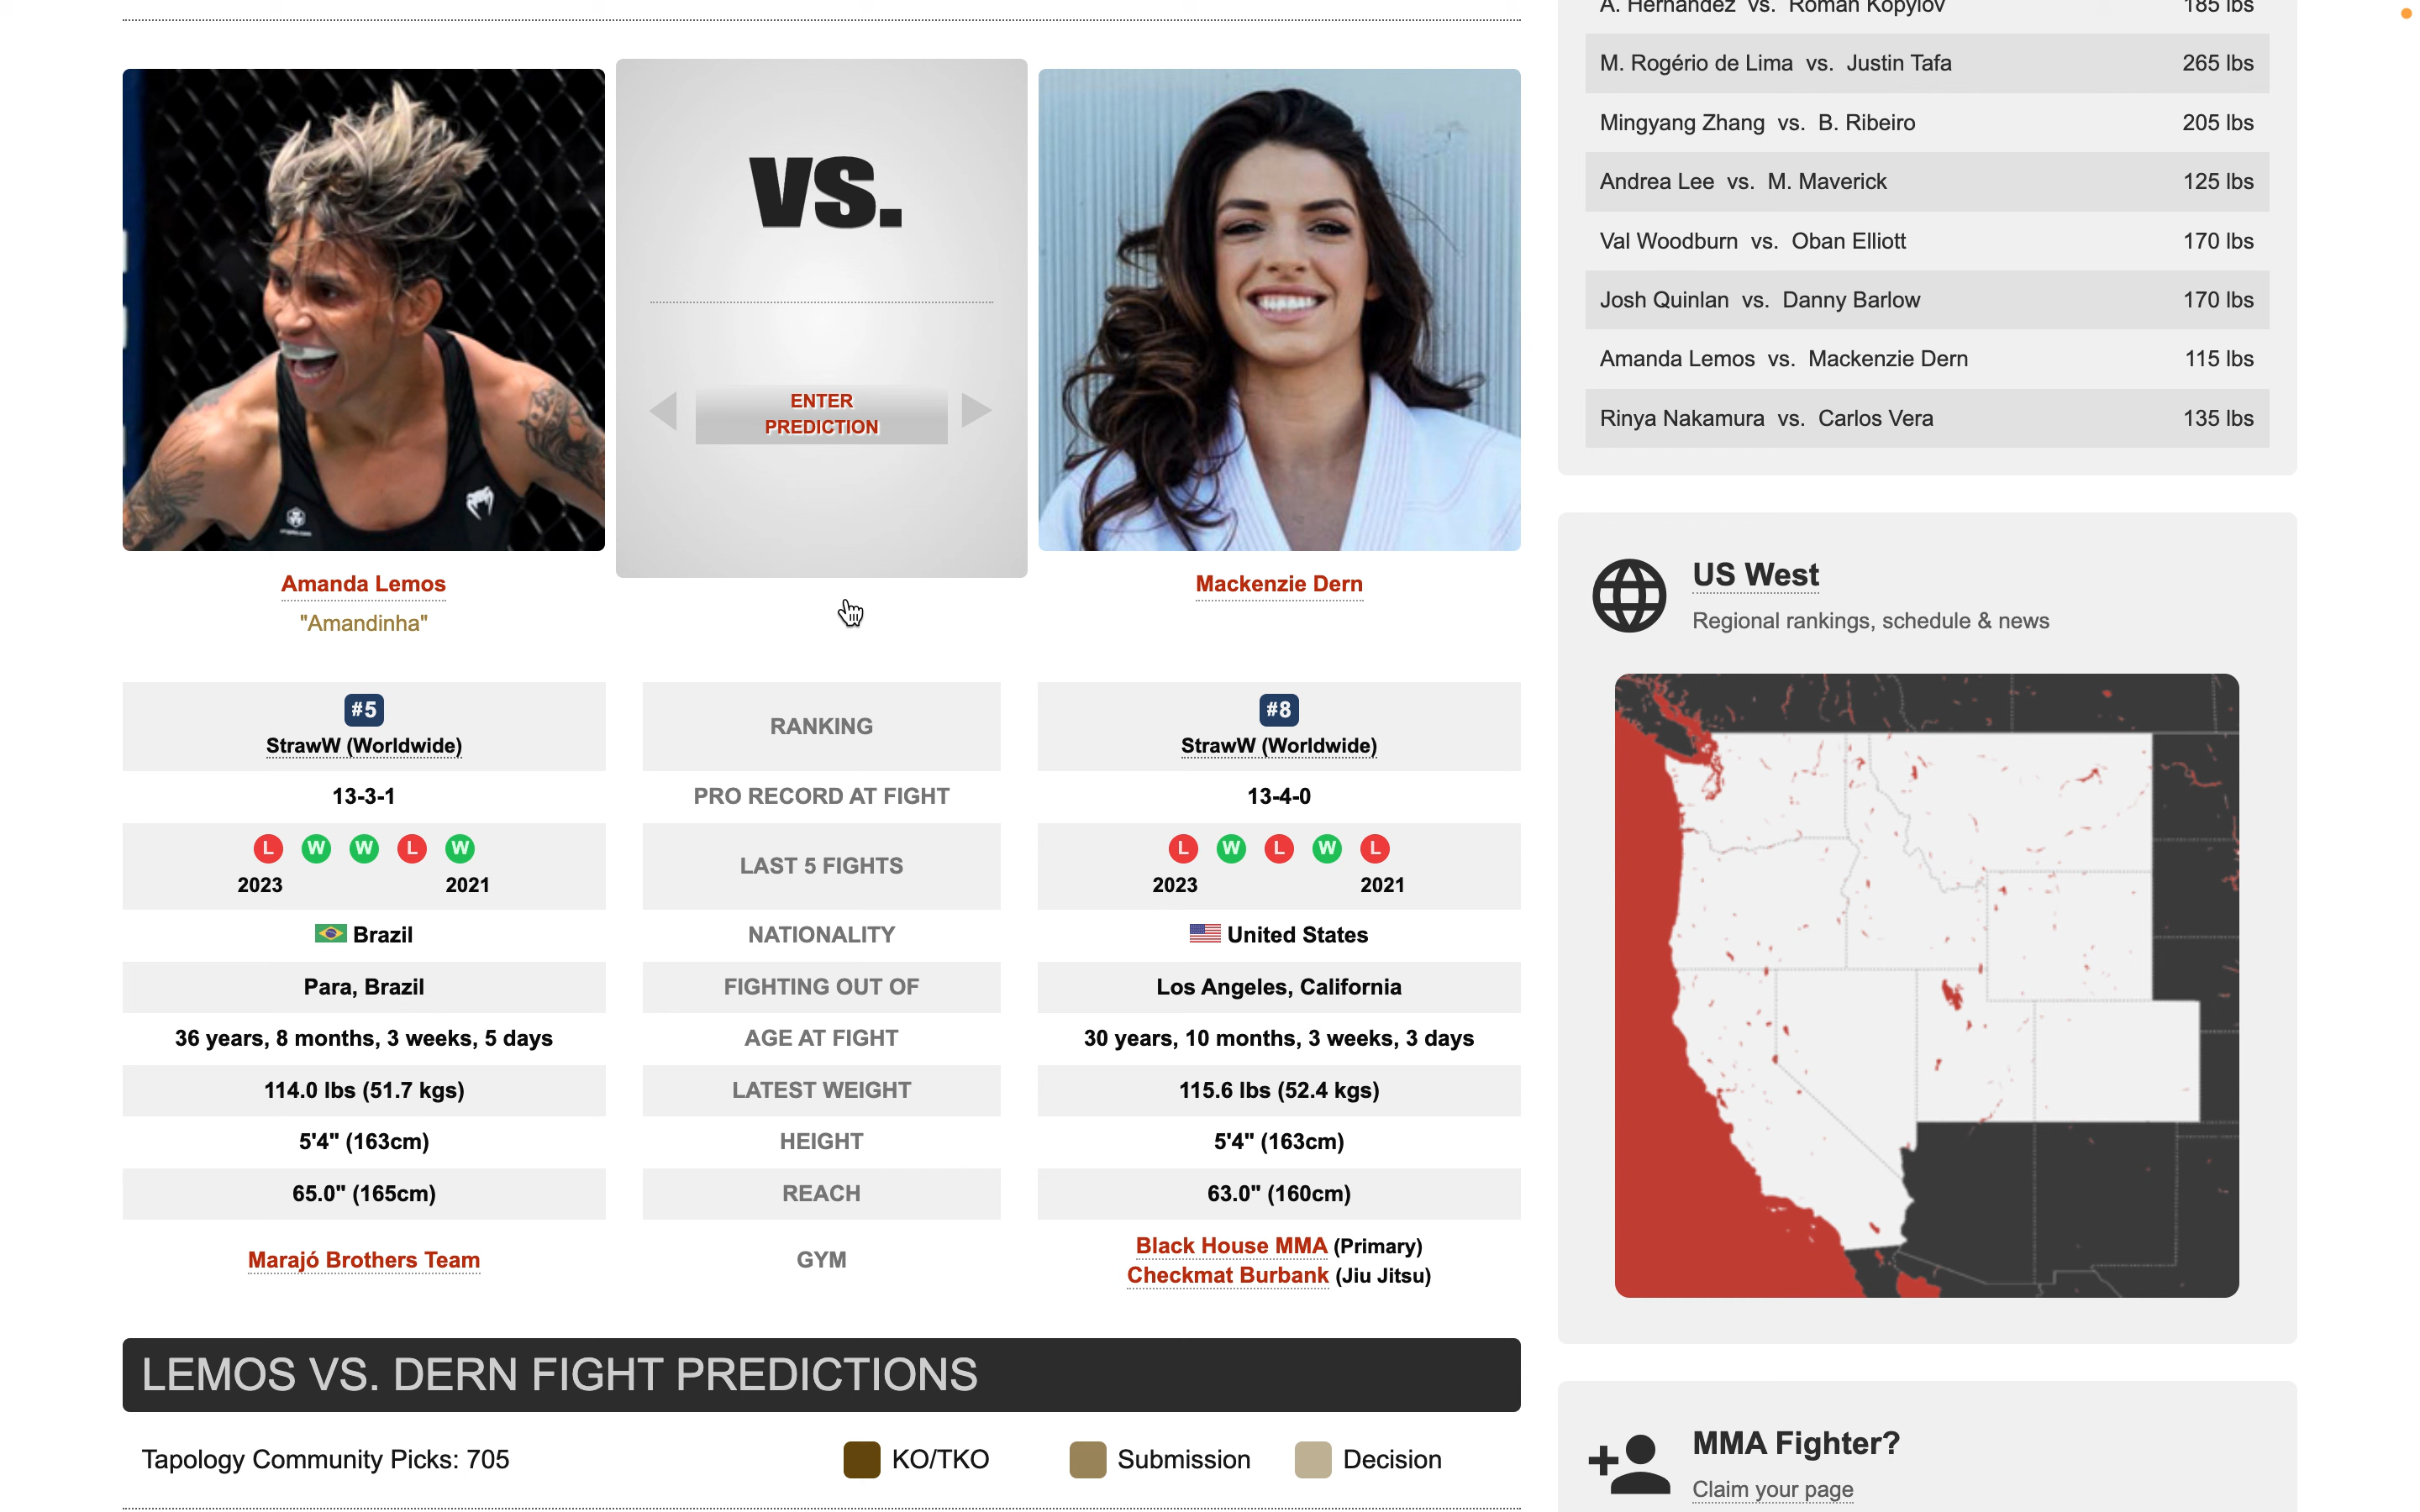 VS.
ENTER
PREDICTION
Amanda Lemos
"Amandinha"
Mackenzie Dern
#5
StrawW (Worldwide)
RANKING
#8
StrawW (Worldwide)
13-3-1
PRO RECORD AT FIGHT
13-4-0
L W W L W
2023 2021
LAST 5 FIGHTS
L W L W L
2023 2021
Brazil
NATIONALITY
United States
Para, Brazil
FIGHTING OUT OF
Los Angeles, California
36 years, 8 months, 3 weeks, 5 days
AGE AT FIGHT
30 years, 10 months, 3 weeks, 3 days
114.0 lbs (51.7 kgs)
LATEST WEIGHT
115.6 lbs (52.4 kgs)
5'4" (163cm)
HEIGHT
5'4" (163cm)
65.0" (165cm)
REACH
63.0" (160cm)
Marajó Brothers Team
GYM
Black House MMA (Primary)
Checkmat Burbank (Jiu Jitsu)
LEMOS VS. DERN FIGHT PREDICTIONS
Tapology Community Picks: 705
KO/TKO
Submission
Decision
A. Hernandez vs. Roman Kopylov 185 lbs
M. Rogério de Lima vs. Justin Tafa 265 lbs
Mingyang Zhang vs. B. Ribeiro 205 lbs
Andrea Lee vs. M. Maverick 125 lbs
Val Woodburn vs. Oban Elliott 170 lbs
Josh Quinlan vs. Danny Barlow 170 lbs
Amanda Lemos vs. Mackenzie Dern 115 lbs
Rinya Nakamura vs. Carlos Vera 135 lbs
US West
Regional rankings, schedule & news
MMA Fighter?
Claim your page